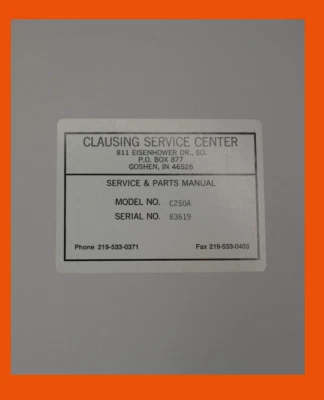 CLAUSING SERVICE CENTER
811 EISENHOWER DR., SO.
P.O. BOX 877
GOSHEN, IN 46526
SERVICE & PARTS MANUAL
MODEL NO. C250A
SERIAL NO. 83619
Phone 219-533-0371 Fax 219-533-0403